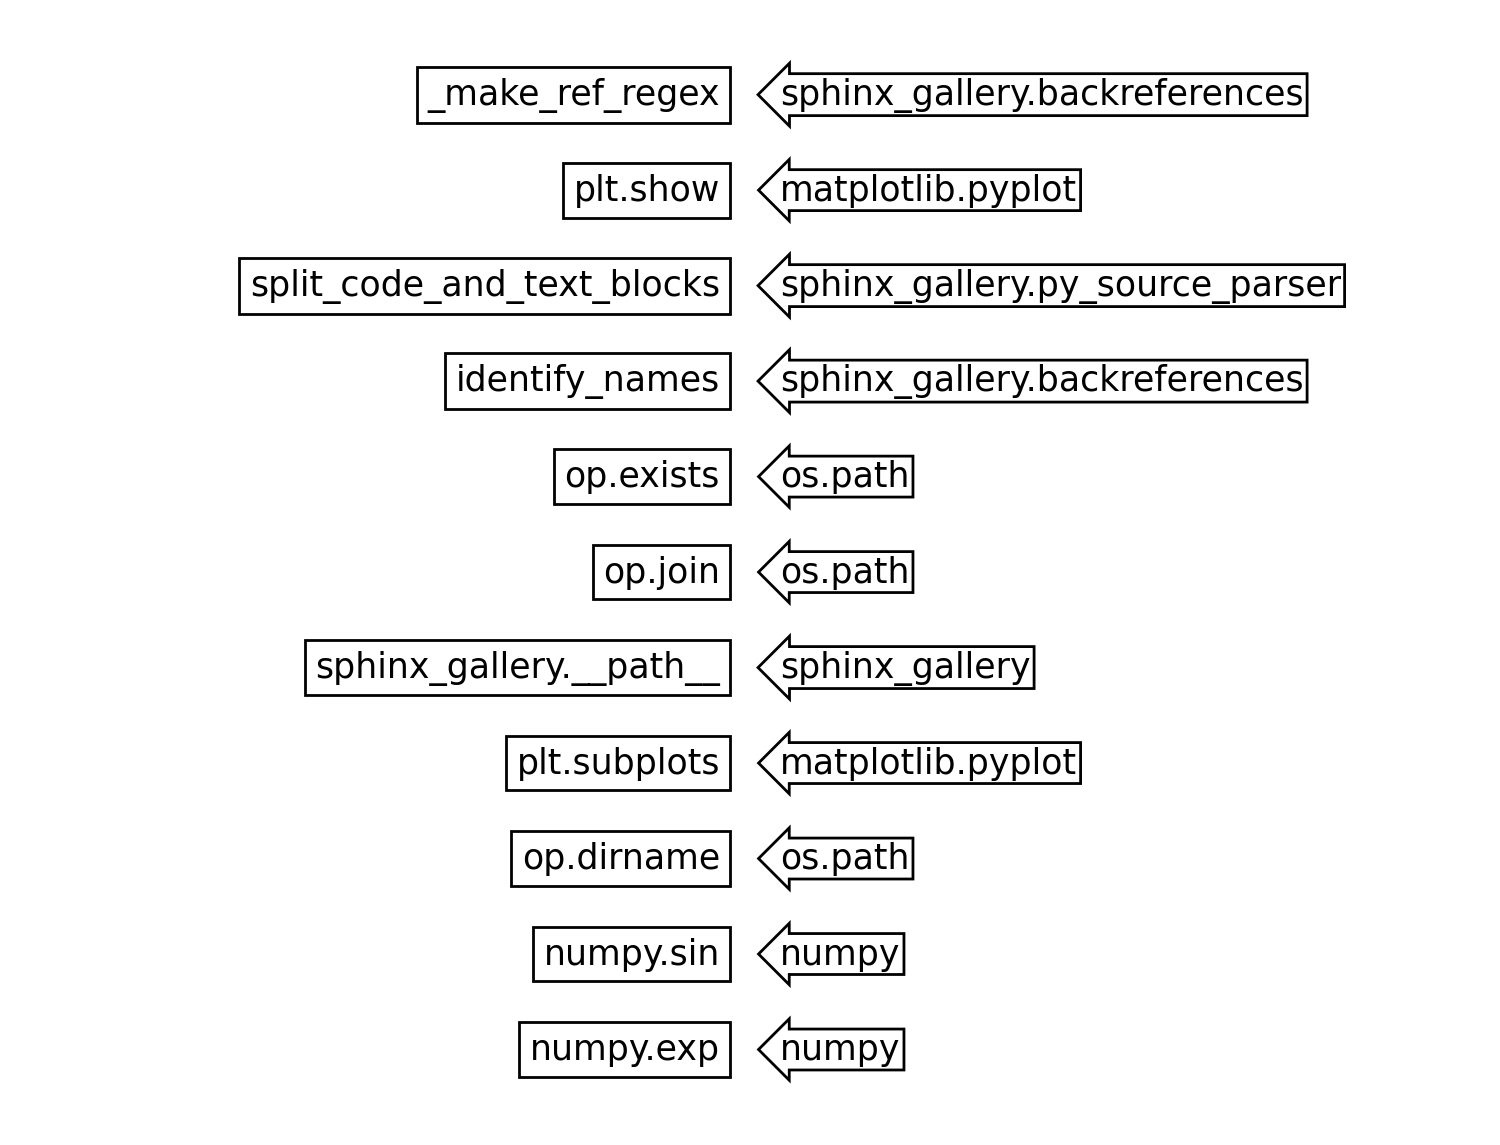 _make_ref_regex sphinx_gallery.backreferences
plt.show matplotlib.pyplot
split_code_and_text_blocks sphinx_gallery.py_source_parser
identify_names sphinx_gallery.backreferences
op.exists os.path
op.join os.path
sphinx_gallery.__path__ sphinx_gallery
plt.subplots matplotlib.pyplot
op.dirname os.path
numpy.sin numpy
numpy.exp numpy